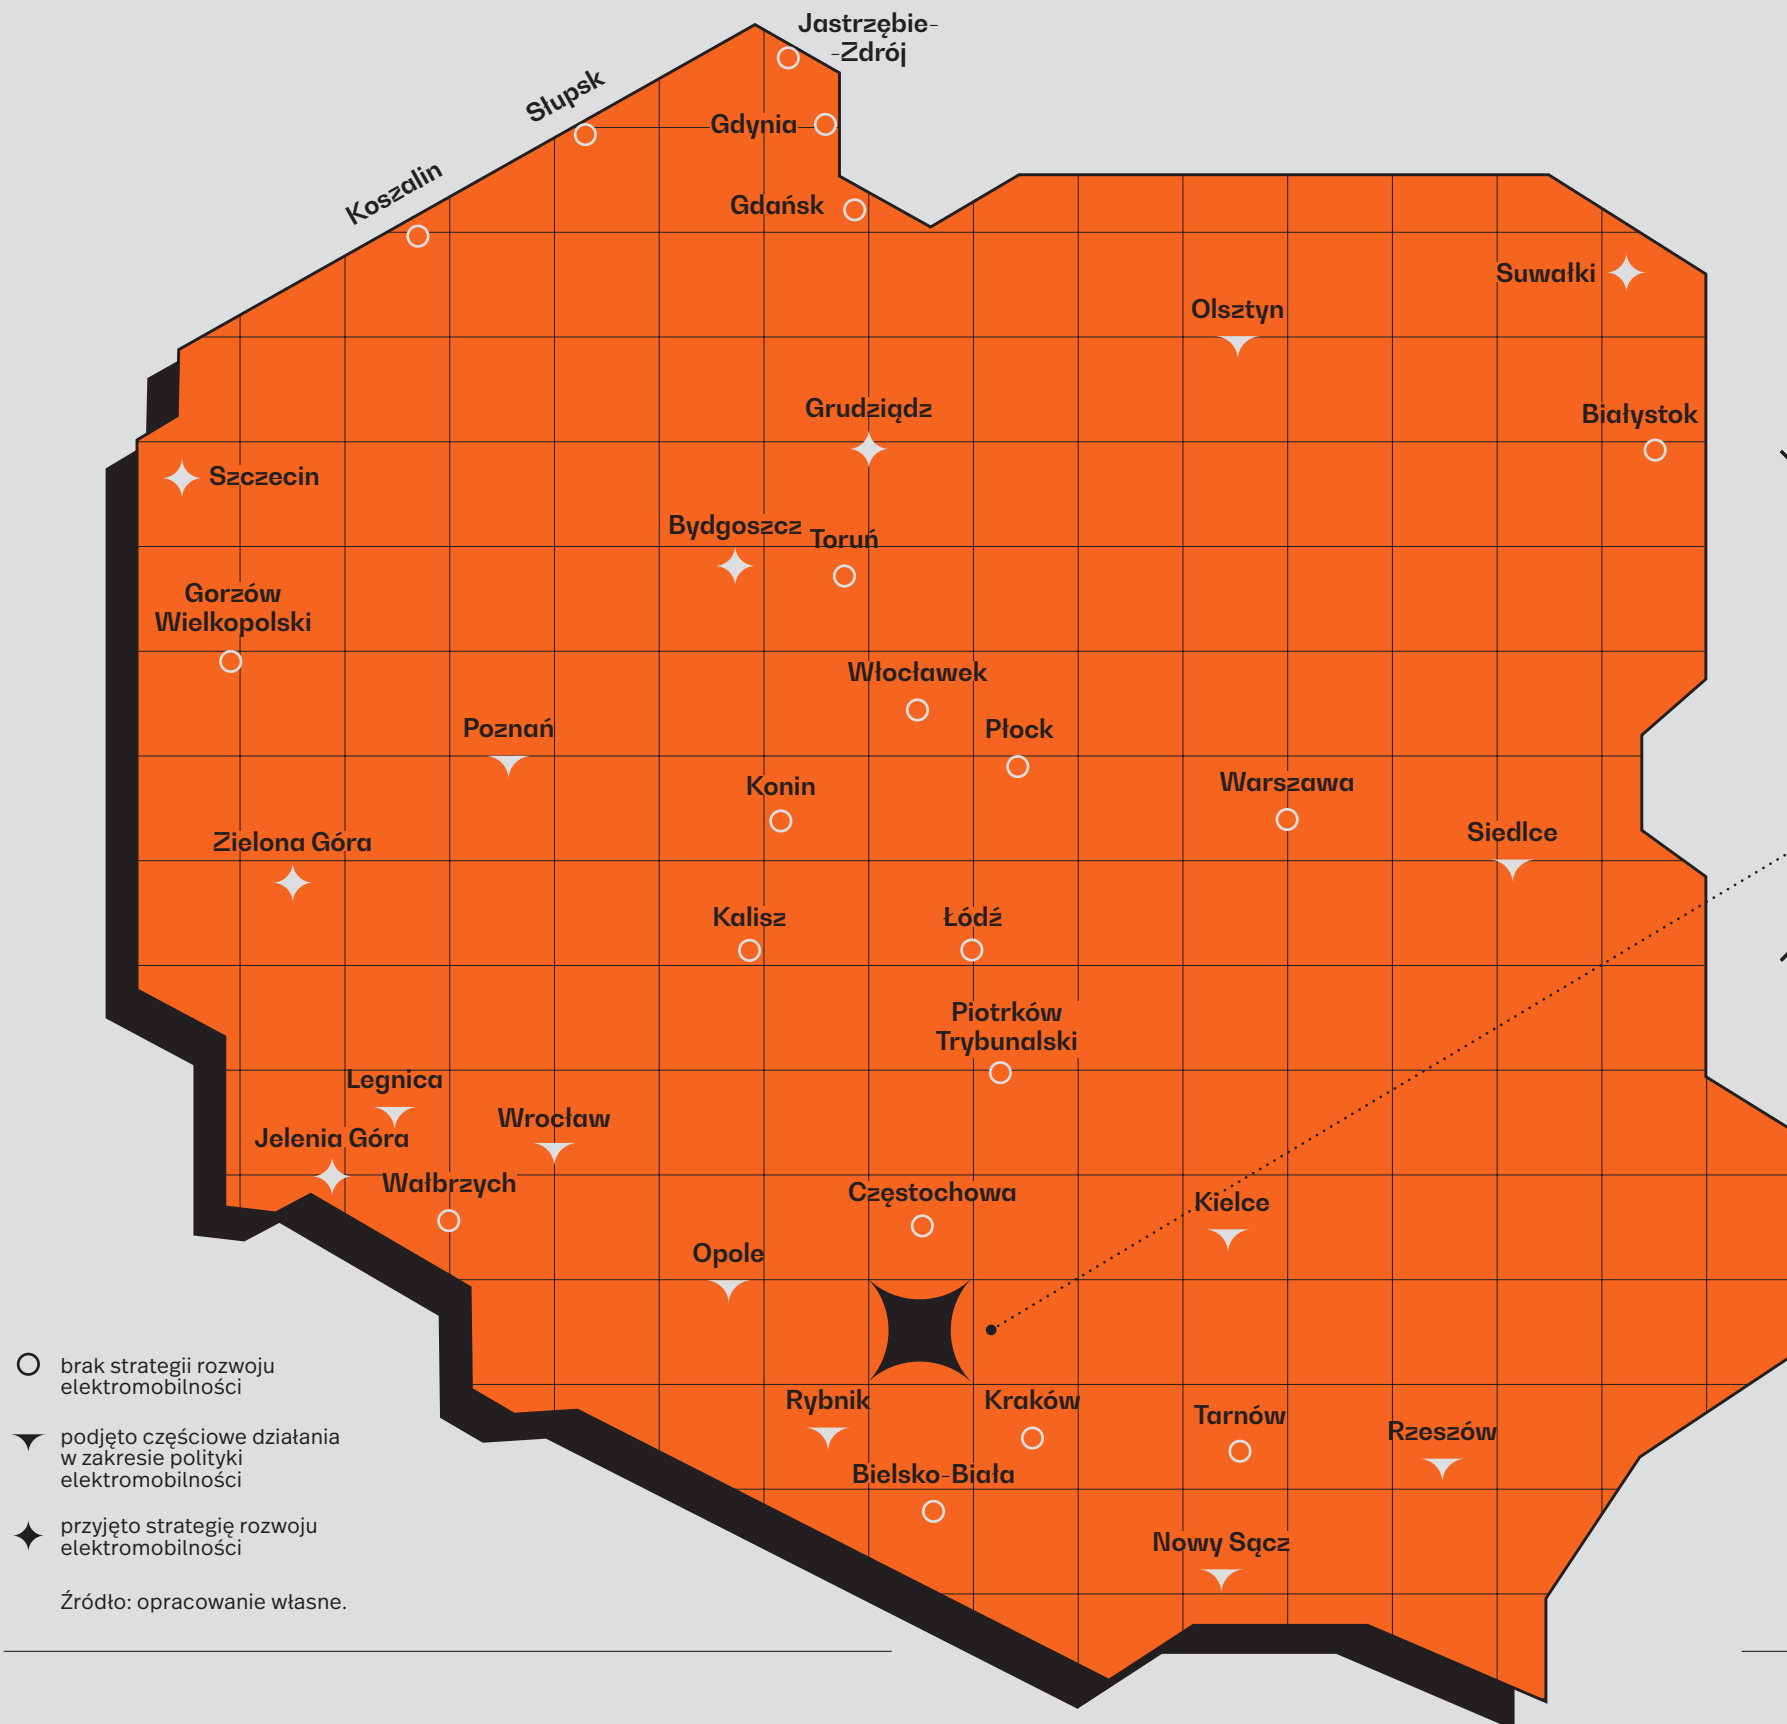 Jastrzębie-
-Zdrój
Słupsk
Gdynia
Koszalin
Gdańsk
Suwałki
Olsztyn
Grudziądz
Białystok
Szczecin
Bydgoszcz
Toruń
Gorzów
Wielkopolski
Włocławek
Poznań
Płock
Konin
Warszawa
Siedlce
Zielona Góra
Kalisz
Łódź
Piotrków
Trybunalski
Legnica
Wrocław
Jelenia Góra
Wałbrzych
Częstochowa
Kielce
Opole
Rybnik
Kraków
Tarnów
Rzeszów
Bielsko-Biała
Nowy Sącz
brak strategii rozwoju
elektromobilności
podjęto częściowe działania
w zakresie polityki
elektromobilności
przyjęto strategię rozwoju
elektromobilności
Źródło: opracowanie własne.